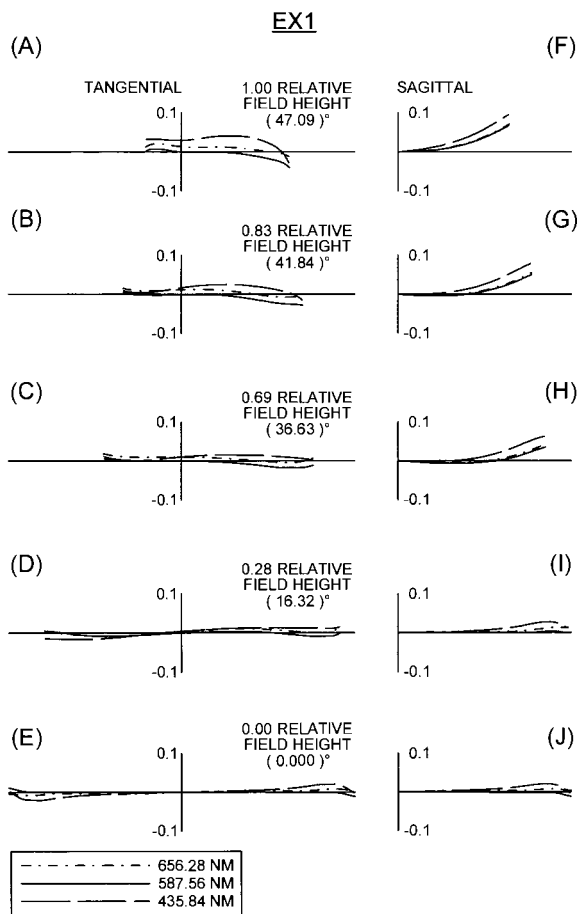 EX1
(A)
(F)
TANGENTIAL
1.00 RELATIVE
FIELD HEIGHT
( 47.09 )°
SAGITTAL
0.1
-0.1
0.1
-0.1
(B)
(G)
0.83 RELATIVE
FIELD HEIGHT
( 41.84 )°
0.1
-0.1
0.1
-0.1
(C)
(H)
0.69 RELATIVE
FIELD HEIGHT
( 36.63 )°
0.1
-0.1
0.1
-0.1
(D)
(I)
0.28 RELATIVE
FIELD HEIGHT
( 16.32 )°
0.1
-0.1
0.1
-0.1
(E)
(J)
0.00 RELATIVE
FIELD HEIGHT
( 0.000 )°
0.1
-0.1
0.1
-0.1
656.28 NM
587.56 NM
435.84 NM